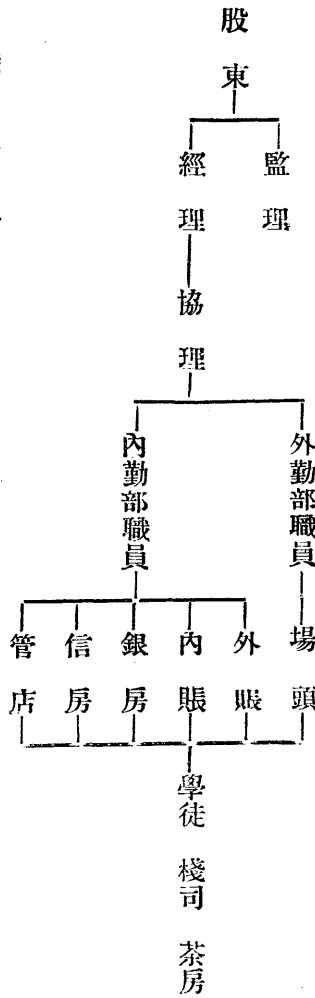 股東
監理
經理
協理
外勤部職員
內勤部職員
場頭
外賬
內賬
銀房
信房
管店
學徒 棧司 茶房